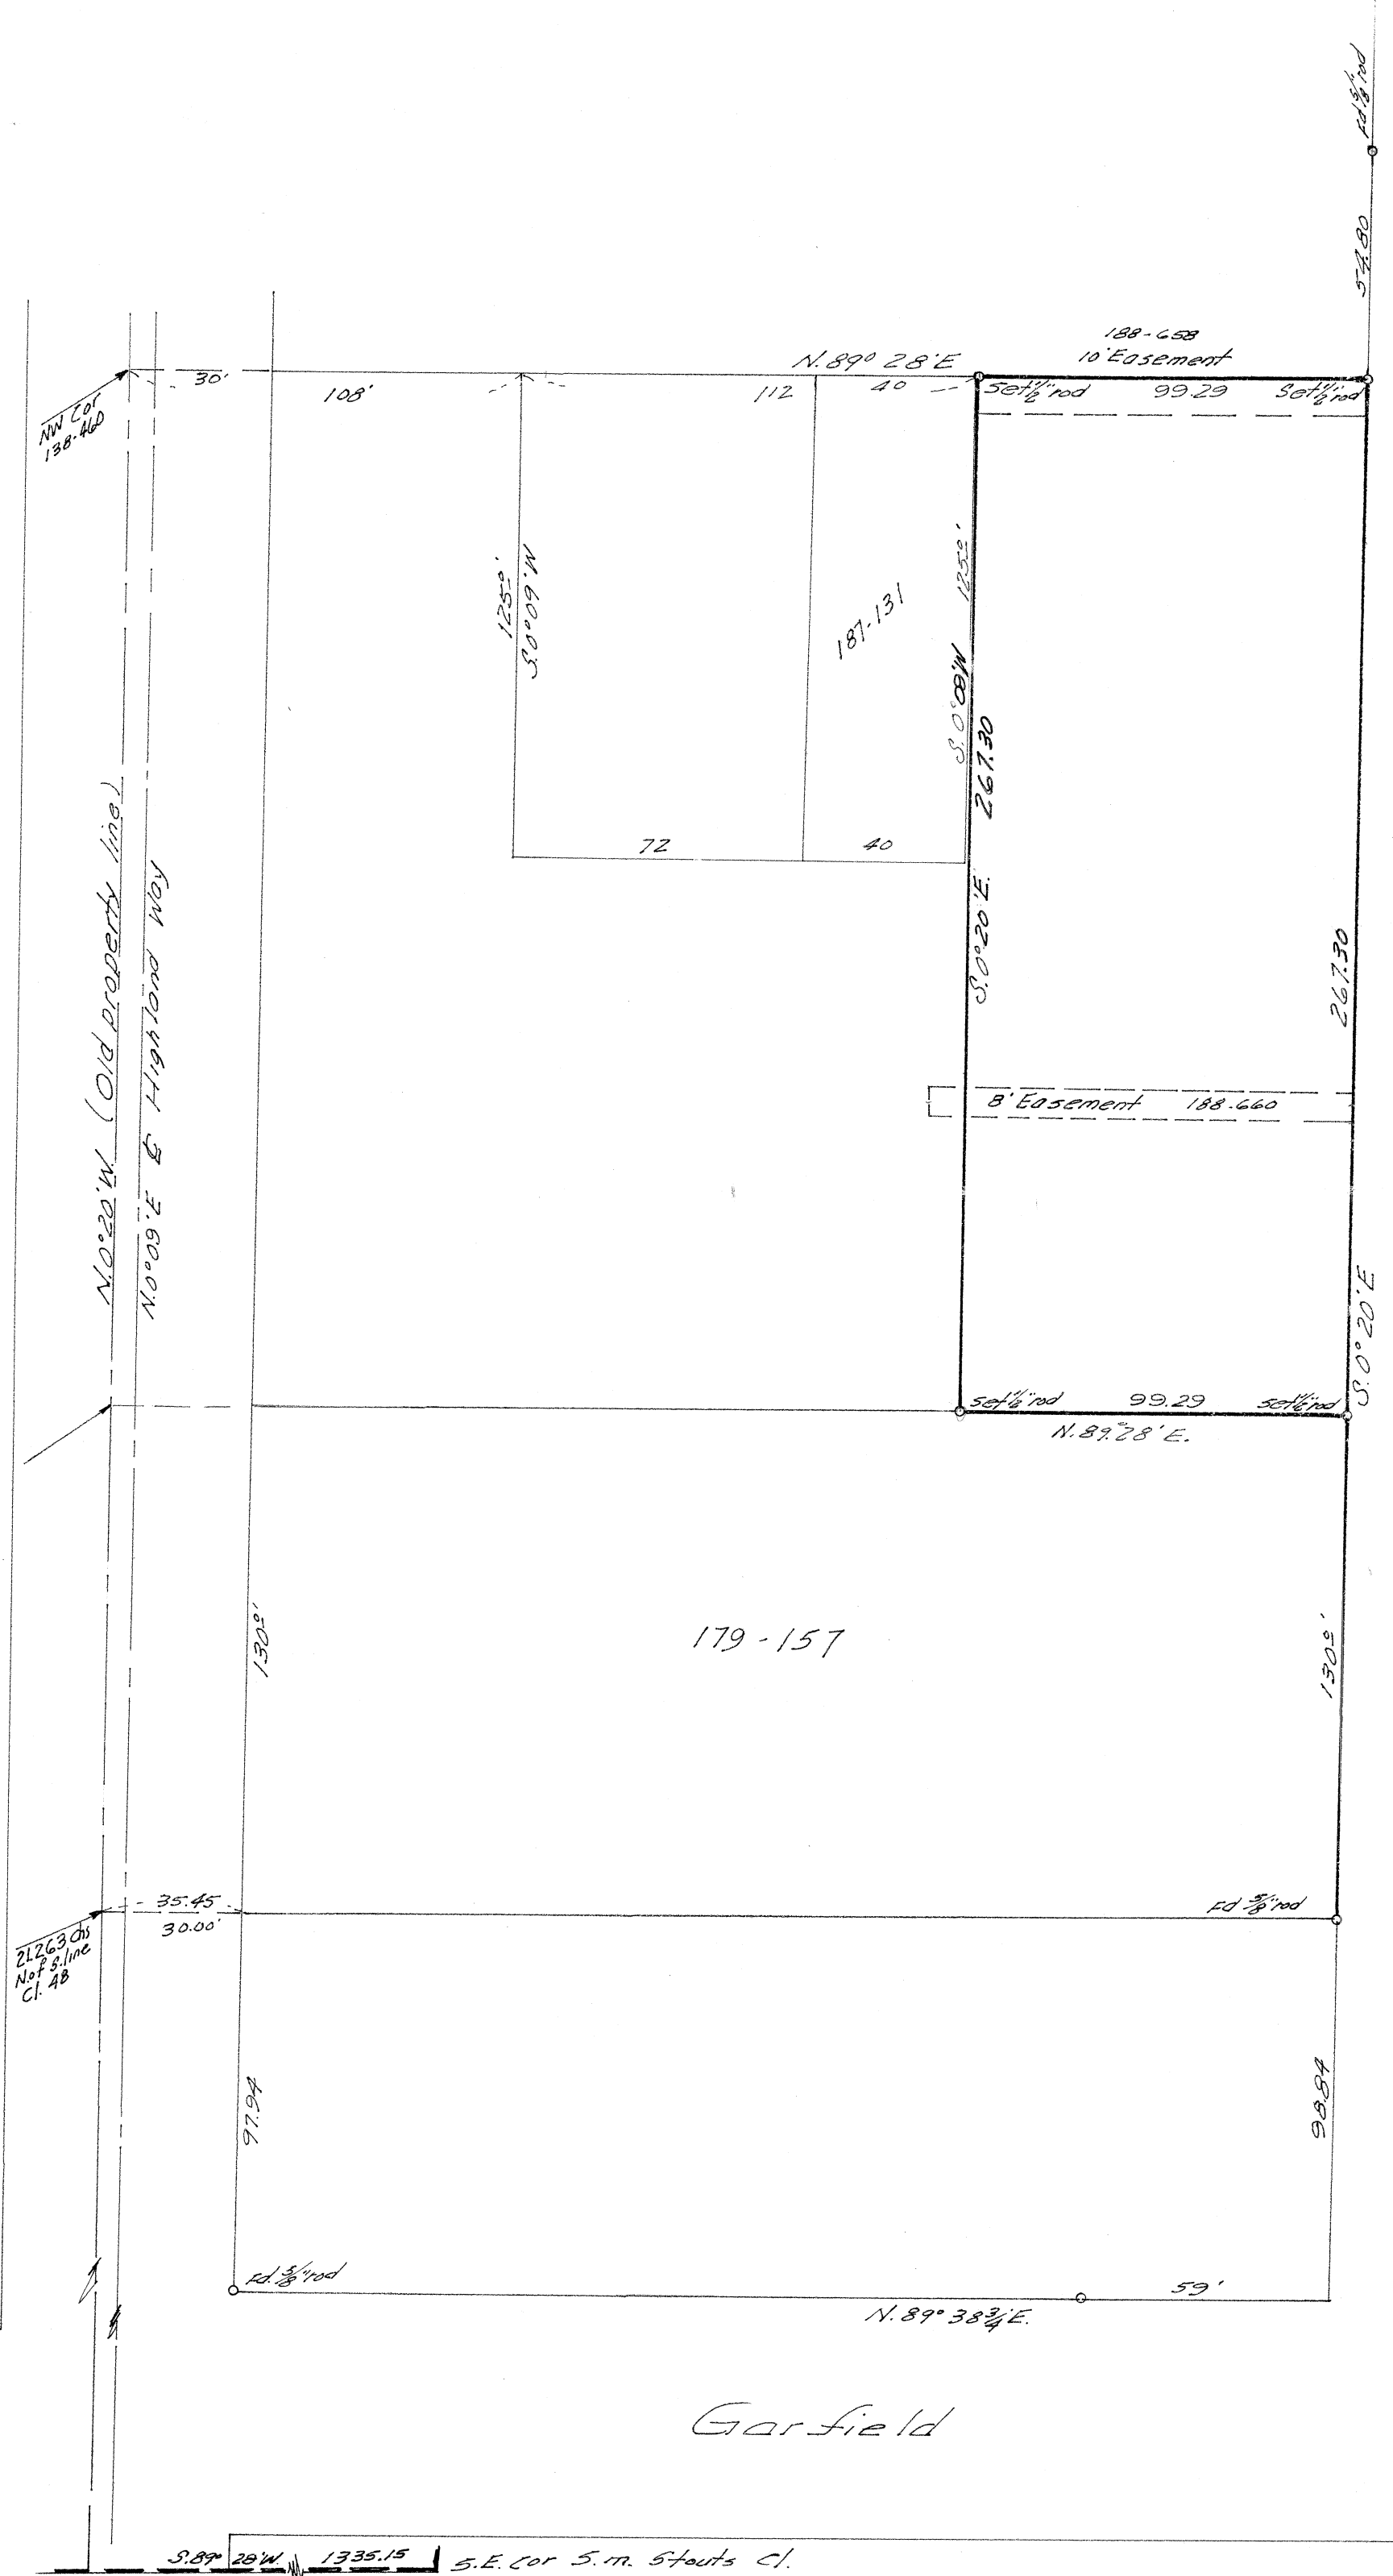 Fd 5/8" rod
54.80
188-658
10' Easement
N. 89° 28' E
30'
108'
112
40
Set 1/2" rod
99.29
Set 1/2" rod
NW Cor
138-460
125.0'
S.0°09'W.
187-131
125.0'
S.0°08'W
267.30
S.0°20'E.
72
40
267.30
N.0°20'W. (Old property line)
N.0°09'E. ℄ Highland Way
8' Easement 188-660
S.0°20'E
Set 1/2" rod
99.29
Set 1/2" rod
N.89°28'E.
130.0'
179-157
130.0'
35.45
30.00'
Fd 5/8" rod
21.263 chs
N. of S. line
Cl. 48
97.94
98.84
Fd. 5/8" rod
59'
N.89°38 3/4'E.
Garfield
S.89° 28'W 1335.15 S.E. Cor S.M. Stouts Cl.